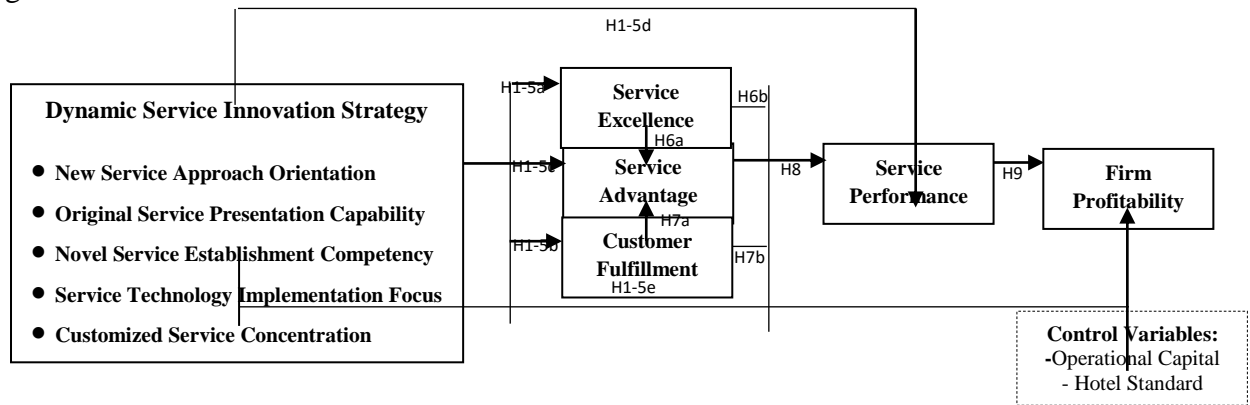 H1-5d
Dynamic Service Innovation Strategy
● New Service Approach Orientation
● Original Service Presentation Capability
● Novel Service Establishment Competency
● Service Technology Implementation Focus
● Customized Service Concentration
H1-5a
H1-5c
H1-5b
Service
Excellence
H6a
Service
Advantage
H7a
Customer
Fulfillment
H1-5e
H6b
H7b
H8
Service
Performance
H9
Firm
Profitability
Control Variables:
-Operational Capital
- Hotel Standard